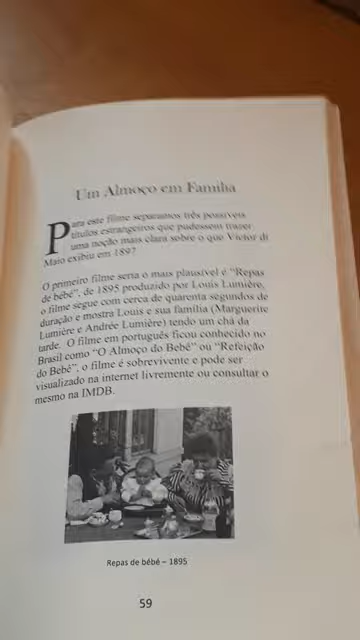 Um Almoço em Familia
Para este filme separamos três possíveis
títulos estrangeiros que pudessem trazer
uma noção mais clara sobre o que Victor di
Maio exibiu em 1897
O primeiro filme seria o mais plausível é “Repas
de bébé”, de 1895 produzido por Louis Lumière,
o filme segue com cerca de quarenta segundos de
duração e mostra Louis e sua família (Marguerite
Lumière e Andrée Lumière) tendo um chá da
tarde. O filme em português ficou conhecido no
Brasil como “O Almoço do Bebê” ou “Refeição
do Bebê”, o filme é sobrevivente e pode ser
visualizado na internet livremente ou consultar o
mesmo na IMDB.
Repas de bébé – 1895
59